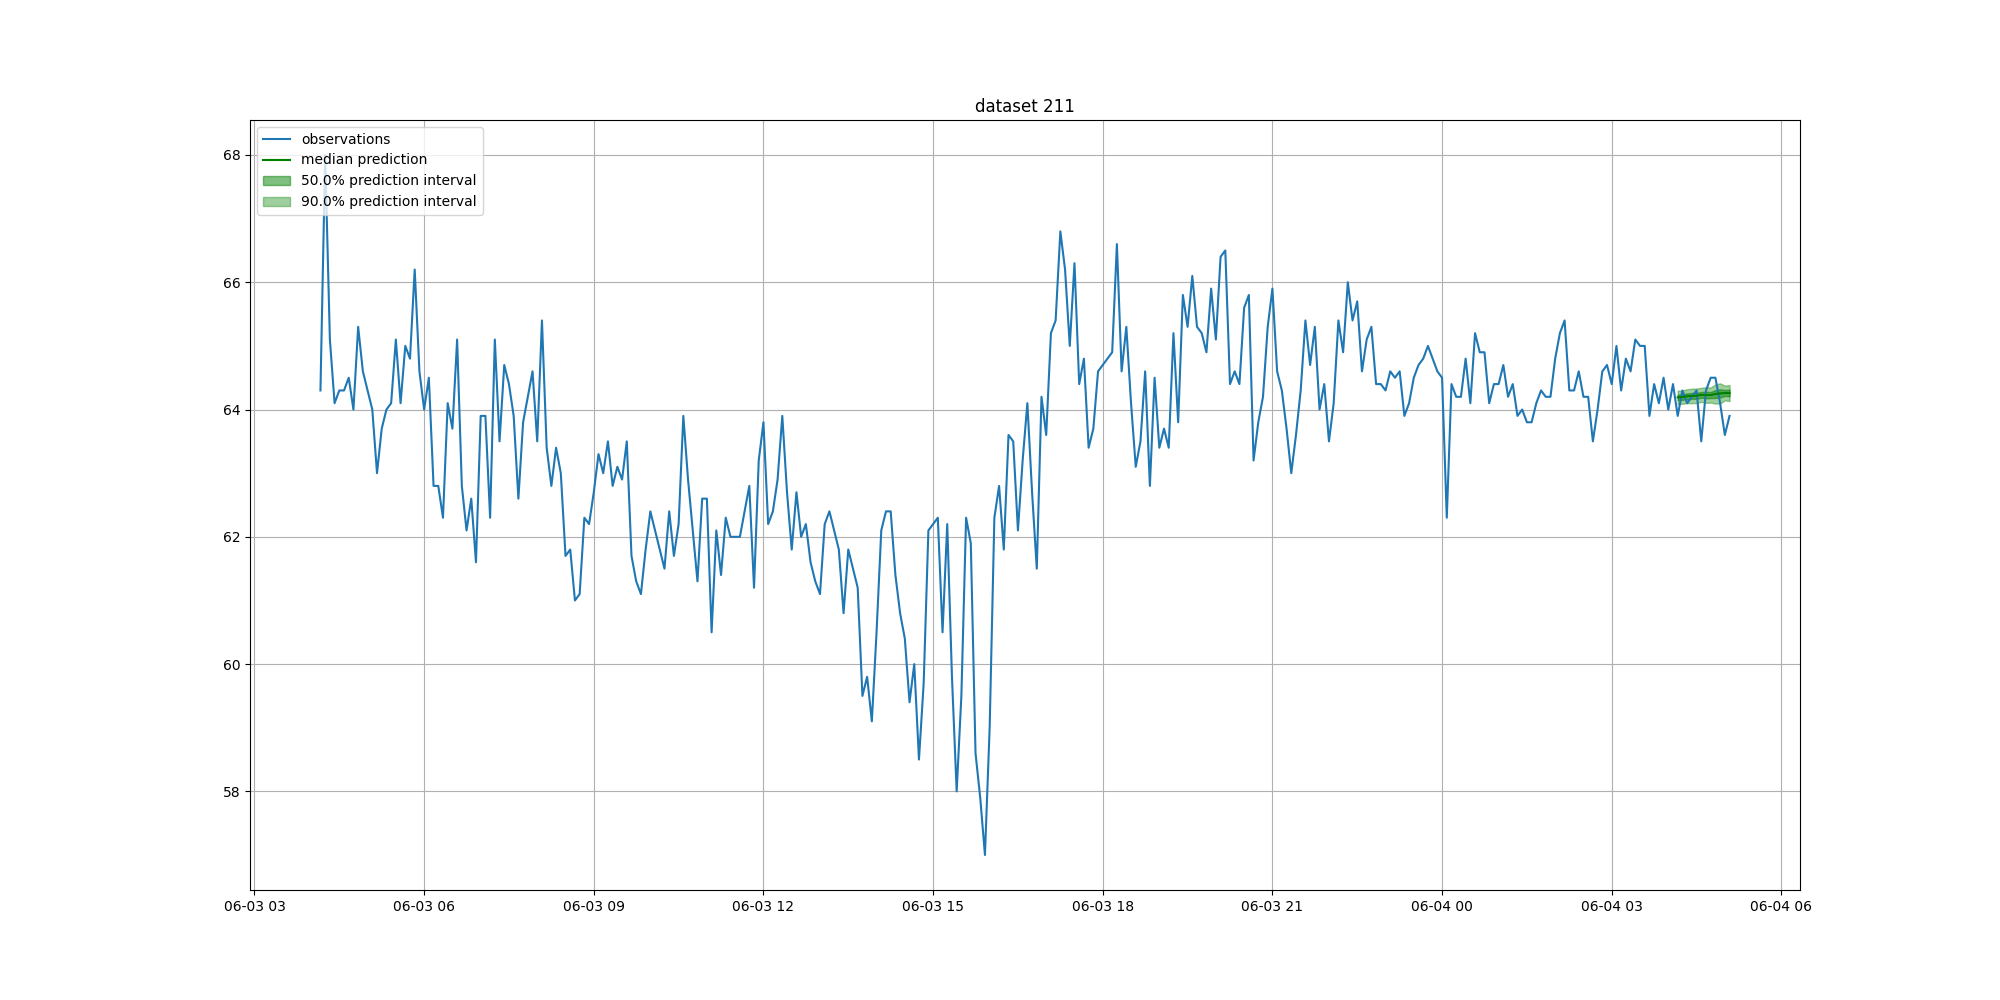 dataset 211
observations
median prediction
50.0% prediction interval
90.0% prediction interval
68
66
64
62
60
58
06-03 03 06-03 06 06-03 09 06-03 12 06-03 15 06-03 18 06-03 21 06-04 00 06-04 03 06-04 06